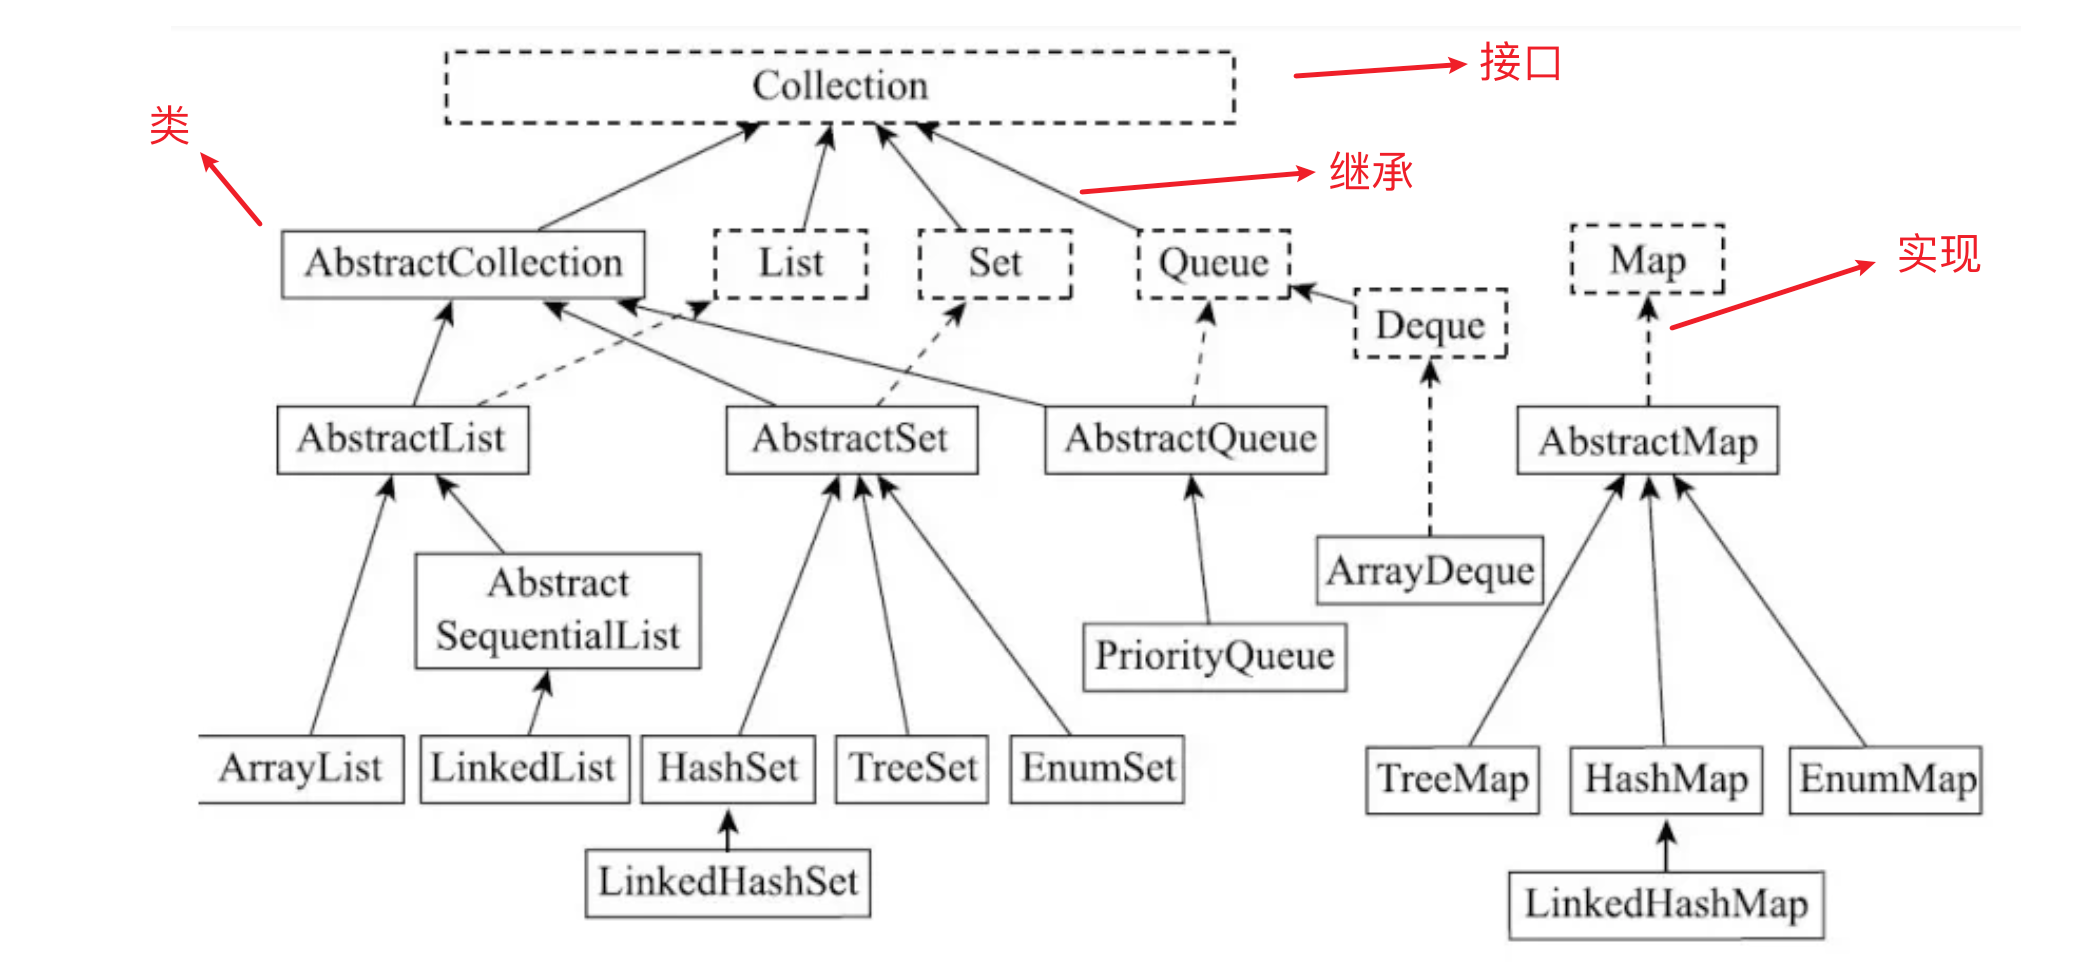 Collection
接口
类
继承
AbstractCollection
List
Set
Queue
Map
实现
Deque
AbstractList
AbstractSet
AbstractQueue
AbstractMap
Abstract
SequentialList
ArrayDeque
PriorityQueue
ArrayList
LinkedList
HashSet
TreeSet
EnumSet
TreeMap
HashMap
EnumMap
LinkedHashSet
LinkedHashMap